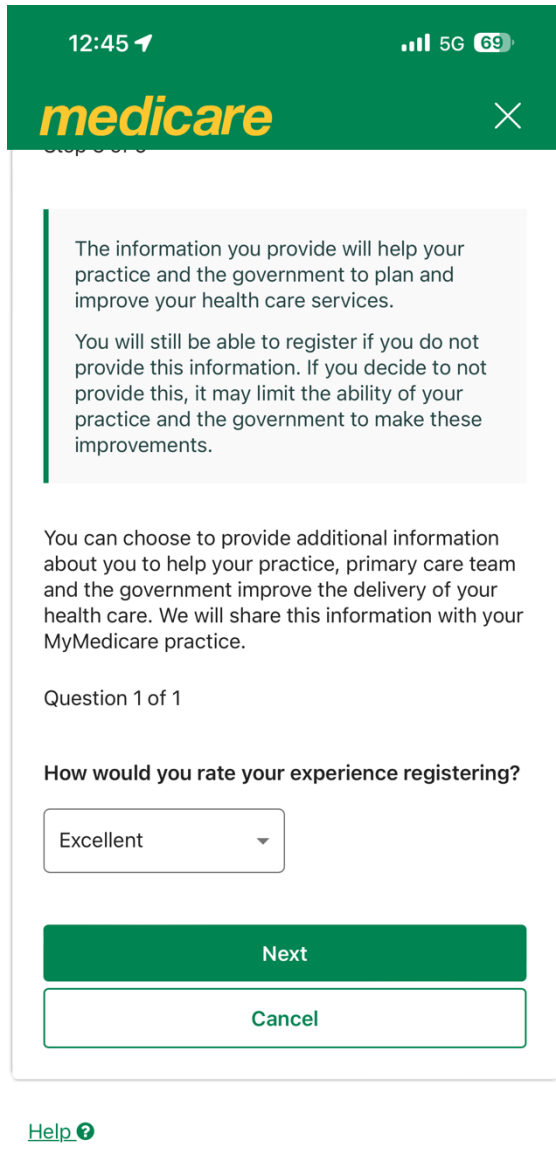 12:45
5G 69
medicare
The information you provide will help your
practice and the government to plan and
improve your health care services.
You will still be able to register if you do not
provide this information. If you decide to not
provide this, it may limit the ability of your
practice and the government to make these
improvements.
You can choose to provide additional information
about you to help your practice, primary care team
and the government improve the delivery of your
health care. We will share this information with your
MyMedicare practice.
Question 1 of 1
How would you rate your experience registering?
Excellent
Next
Cancel
Help